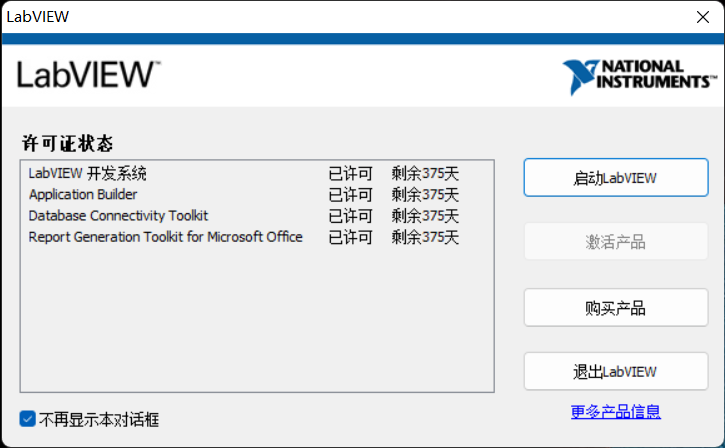 LabVIEW
LabVIEW™
NATIONAL
INSTRUMENTS™
许可证状态
LabVIEW 开发系统 已许可 剩余375天
Application Builder 已许可 剩余375天
Database Connectivity Toolkit 已许可 剩余375天
Report Generation Toolkit for Microsoft Office 已许可 剩余375天
启动LabVIEW
激活产品
购买产品
退出LabVIEW
更多产品信息
不再显示本对话框